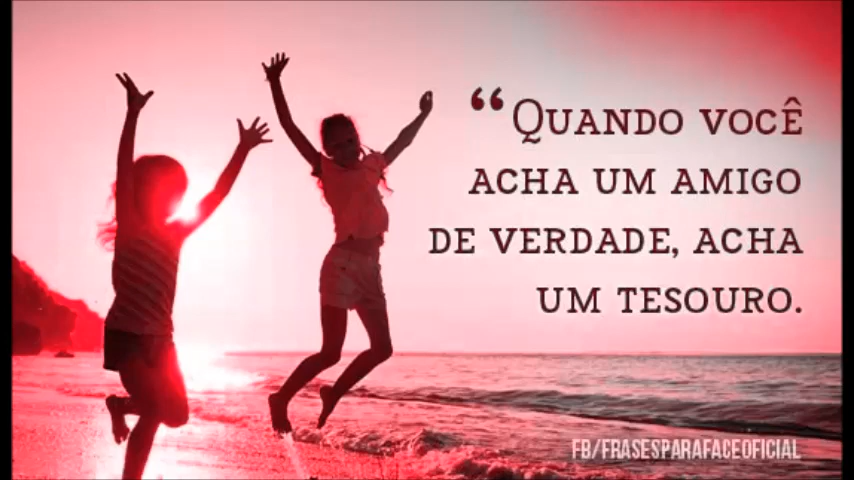 “Quando você
acha um amigo
de verdade, acha
um tesouro.
FB/FRASESPARAFACEOFICIAL